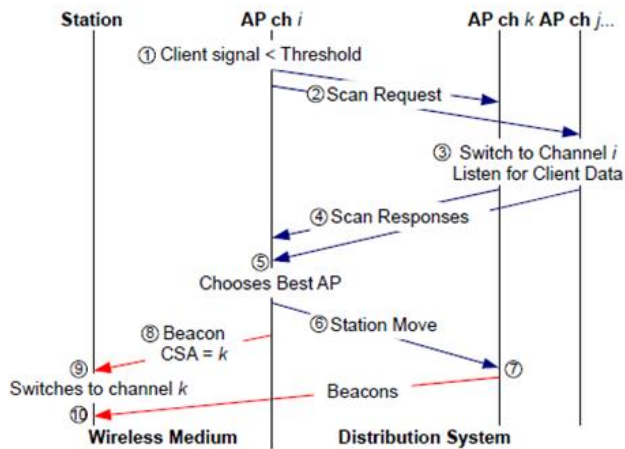 Station AP ch i AP ch k AP ch j...
① Client signal < Threshold
② Scan Request
③ Switch to Channel i
Listen for Client Data
④ Scan Responses
⑤
Chooses Best AP
⑧ Beacon
CSA = k
⑥ Station Move
⑨
⑦
Switches to channel k
Beacons
⑩
Wireless Medium Distribution System